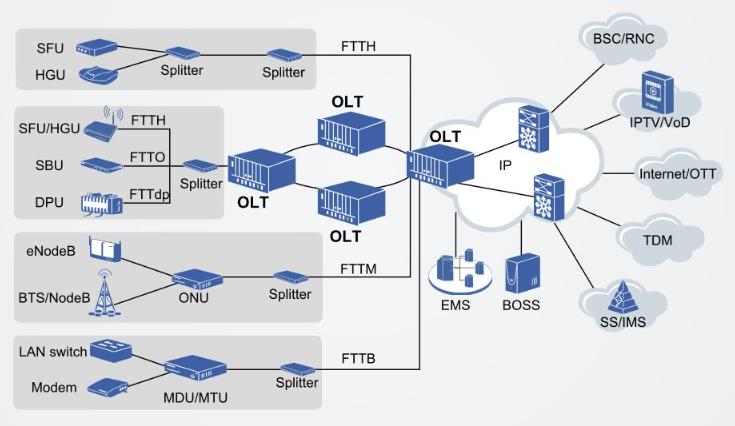 SFU
HGU
Splitter
Splitter
FTTH
SFU/HGU
SBU
DPU
FTTH
FTTO
FTTdp
Splitter
OLT
OLT
OLT
OLT
IP
BSC/RNC
Video
IPTV/VoD
Internet/OTT
TDM
SS/IMS
EMS
BOSS
eNodeB
BTS/NodeB
ONU
Splitter
FTTM
LAN switch
Modem
MDU/MTU
Splitter
FTTB